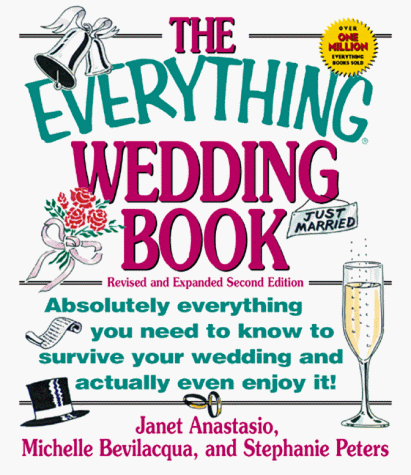 THE
EVERYTHING®
WEDDING
BOOK
OVER
ONE
MILLION
EVERYTHING
BOOKS SOLD
JUST
MARRIED
Revised and Expanded Second Edition
Absolutely everything
you need to know to
survive your wedding and
actually even enjoy it!
Janet Anastasio,
Michelle Bevilacqua, and Stephanie Peters